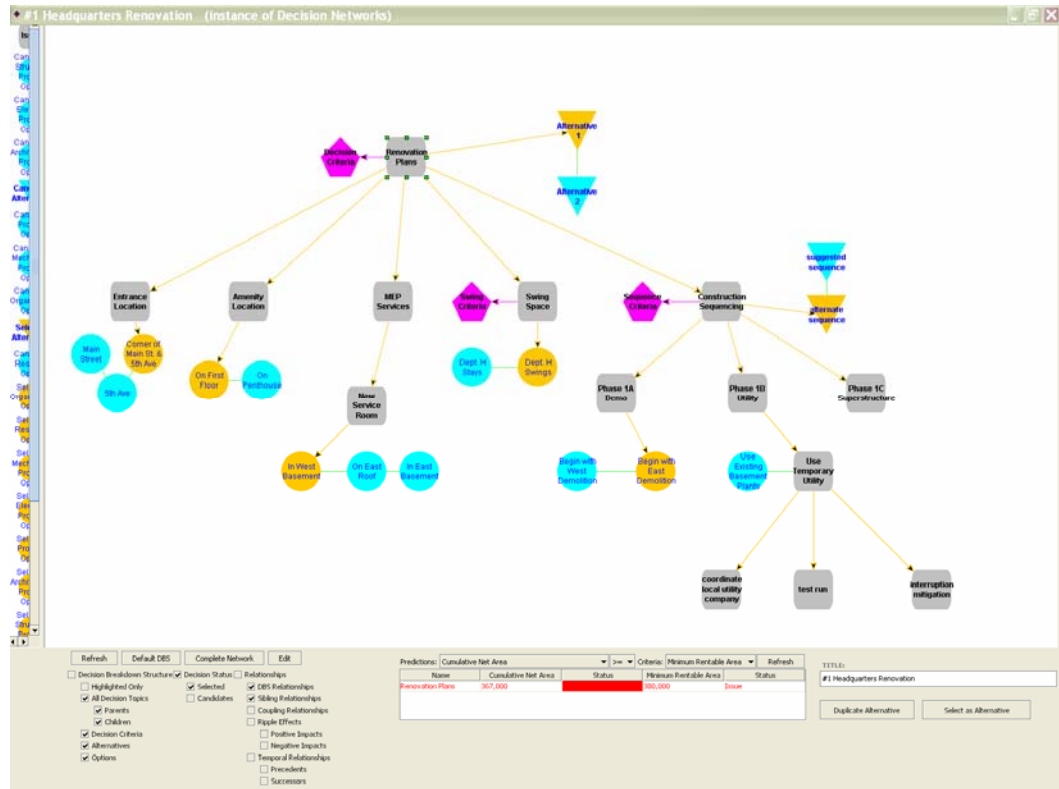 #1 Headquarters Renovation (Instance of Decision Networks)
Alternative
1
Decision
Criteria
Renovation
Plans
Alternative
2
suggested
sequence
Entrance
Location
Amenity
Location
MEP
Services
Swing
Criteria
Swing
Space
Sequence
Criteria
Construction
Sequencing
alternate
sequence
Main
Street
Corner of
Main St. &
5th Ave
5th Ave
On First
Floor
On
Penthouse
Dept. H
Stays
Dept. H
Swings
Phase 1A
Demo
Phase 1B
Utility
Phase 1C
Superstructure
New
Service
Room
In West
Basement
On East
Roof
In East
Basement
Begin with
West
Demolition
Begin with
East
Demolition
Use
Existing
Basement
Plants
Use
Temporary
Utility
coordinate
local utility
company
test run
interruption
mitigation
Refresh Default DBS Complete Network Edit
Decision Breakdown Structure Decision Status Relationships
Highlighted Only Selected DBS Relationships
All Decision Topics Candidates Sibling Relationships
Parents Coupling Relationships
Children Ripple Effects
Decision Criteria Positive Impacts
Alternatives Negative Impacts
Options Temporal Relationships
Precedents
Successors
Predictions: Cumulative Net Area >= Criteria: Minimum Rentable Area Refresh
Name Cumulative Net Area Status Minimum Rentable Area Status
Renovation Plans 367,000 380,000 Issue
TITLE:
#1 Headquarters Renovation
Duplicate Alternative Select as Alternative